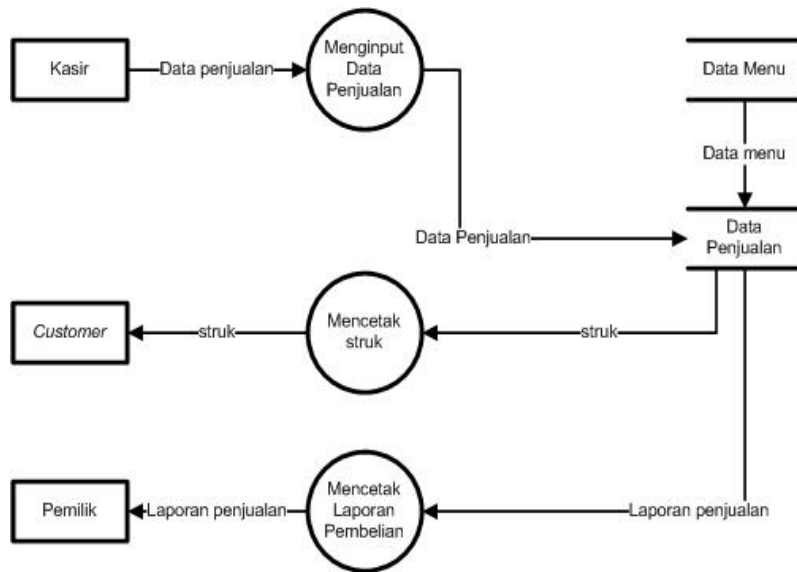 Kasir
Data penjualan
Menginput
Data
Penjualan
Data Menu
Data menu
Data Penjualan
Data
Penjualan
Customer
struk
Mencetak
struk
struk
Pemilik
Laporan penjualan
Mencetak
Laporan
Pembelian
Laporan penjualan